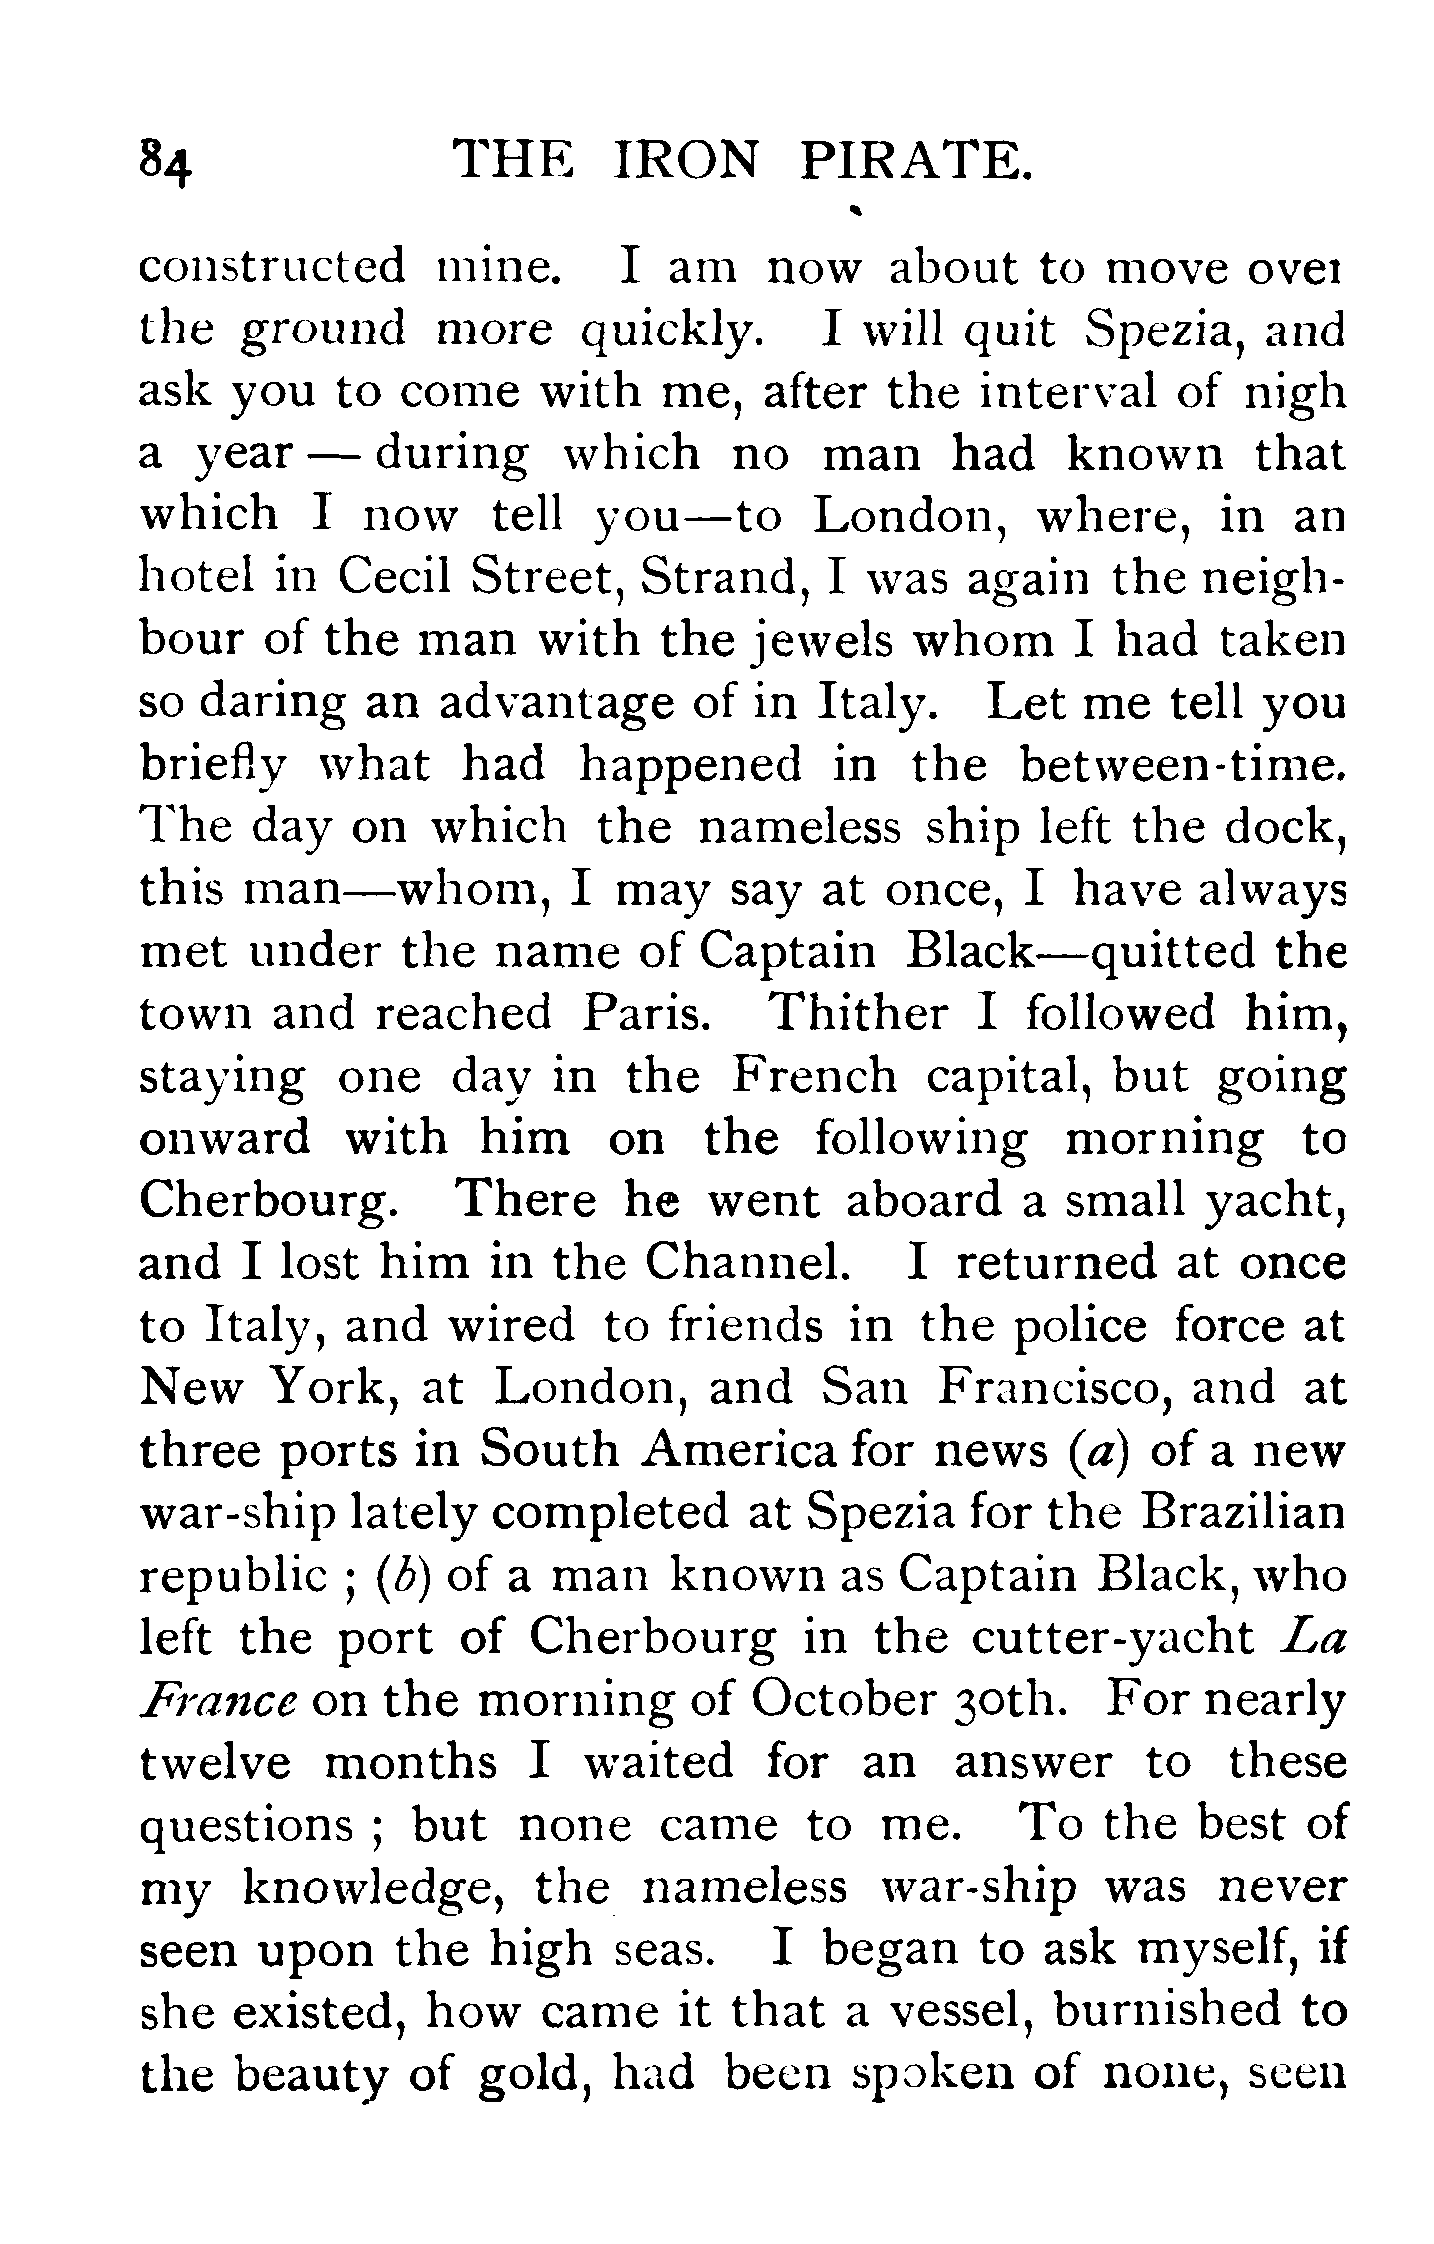 84 THE IRON PIRATE.
constructed mine. I am now about to move over
the ground more quickly. I will quit Spezia, and
ask you to come with me, after the interval of nigh
a year — during which no man had known that
which I now tell you—to London, where, in an
hotel in Cecil Street, Strand, I was again the neigh-
bour of the man with the jewels whom I had taken
so daring an advantage of in Italy. Let me tell you
briefly what had happened in the between-time.
The day on which the nameless ship left the dock,
this man—whom, I may say at once, I have always
met under the name of Captain Black—quitted the
town and reached Paris. Thither I followed him,
staying one day in the French capital, but going
onward with him on the following morning to
Cherbourg. There he went aboard a small yacht,
and I lost him in the Channel. I returned at once
to Italy, and wired to friends in the police force at
New York, at London, and San Francisco, and at
three ports in South America for news (a) of a new
war-ship lately completed at Spezia for the Brazilian
republic ; (b) of a man known as Captain Black, who
left the port of Cherbourg in the cutter-yacht La
France on the morning of October 30th. For nearly
twelve months I waited for an answer to these
questions ; but none came to me. To the best of
my knowledge, the nameless war-ship was never
seen upon the high seas. I began to ask myself, if
she existed, how came it that a vessel, burnished to
the beauty of gold, had been spoken of none, seen